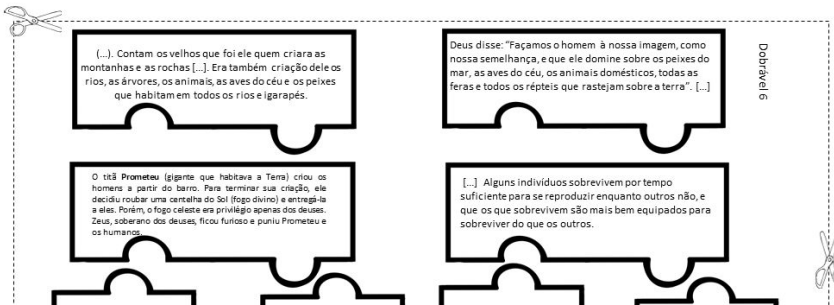 (...). Contam os velhos que foi ele quem criara as
montanhas e as rochas [...]. Era também criação dele os
rios, as árvores, os animais, as aves do céu e os peixes
que habitam em todos os rios e igarapés.
Deus disse: “Façamos o homem à nossa imagem, como
nossa semelhança, e que ele domine sobre os peixes do
mar, as aves do céu, os animais domésticos, todas as
feras e todos os répteis que rastejam sobre a terra”. [...]
Dobrável 6
O titã Prometeu (gigante que habitava a Terra) criou os
homens a partir do barro. Para terminar sua criação, ele
decidiu roubar uma centelha do Sol (fogo divino) e entregá-la
a eles. Porém, o fogo celeste era privilégio apenas dos deuses.
Zeus, soberano dos deuses, ficou furioso e puniu Prometeu e
os humanos.
[...] Alguns indivíduos sobrevivem por tempo
suficiente para se reproduzir enquanto outros não, e
que os que sobrevivem são mais bem equipados para
sobreviver do que os outros.